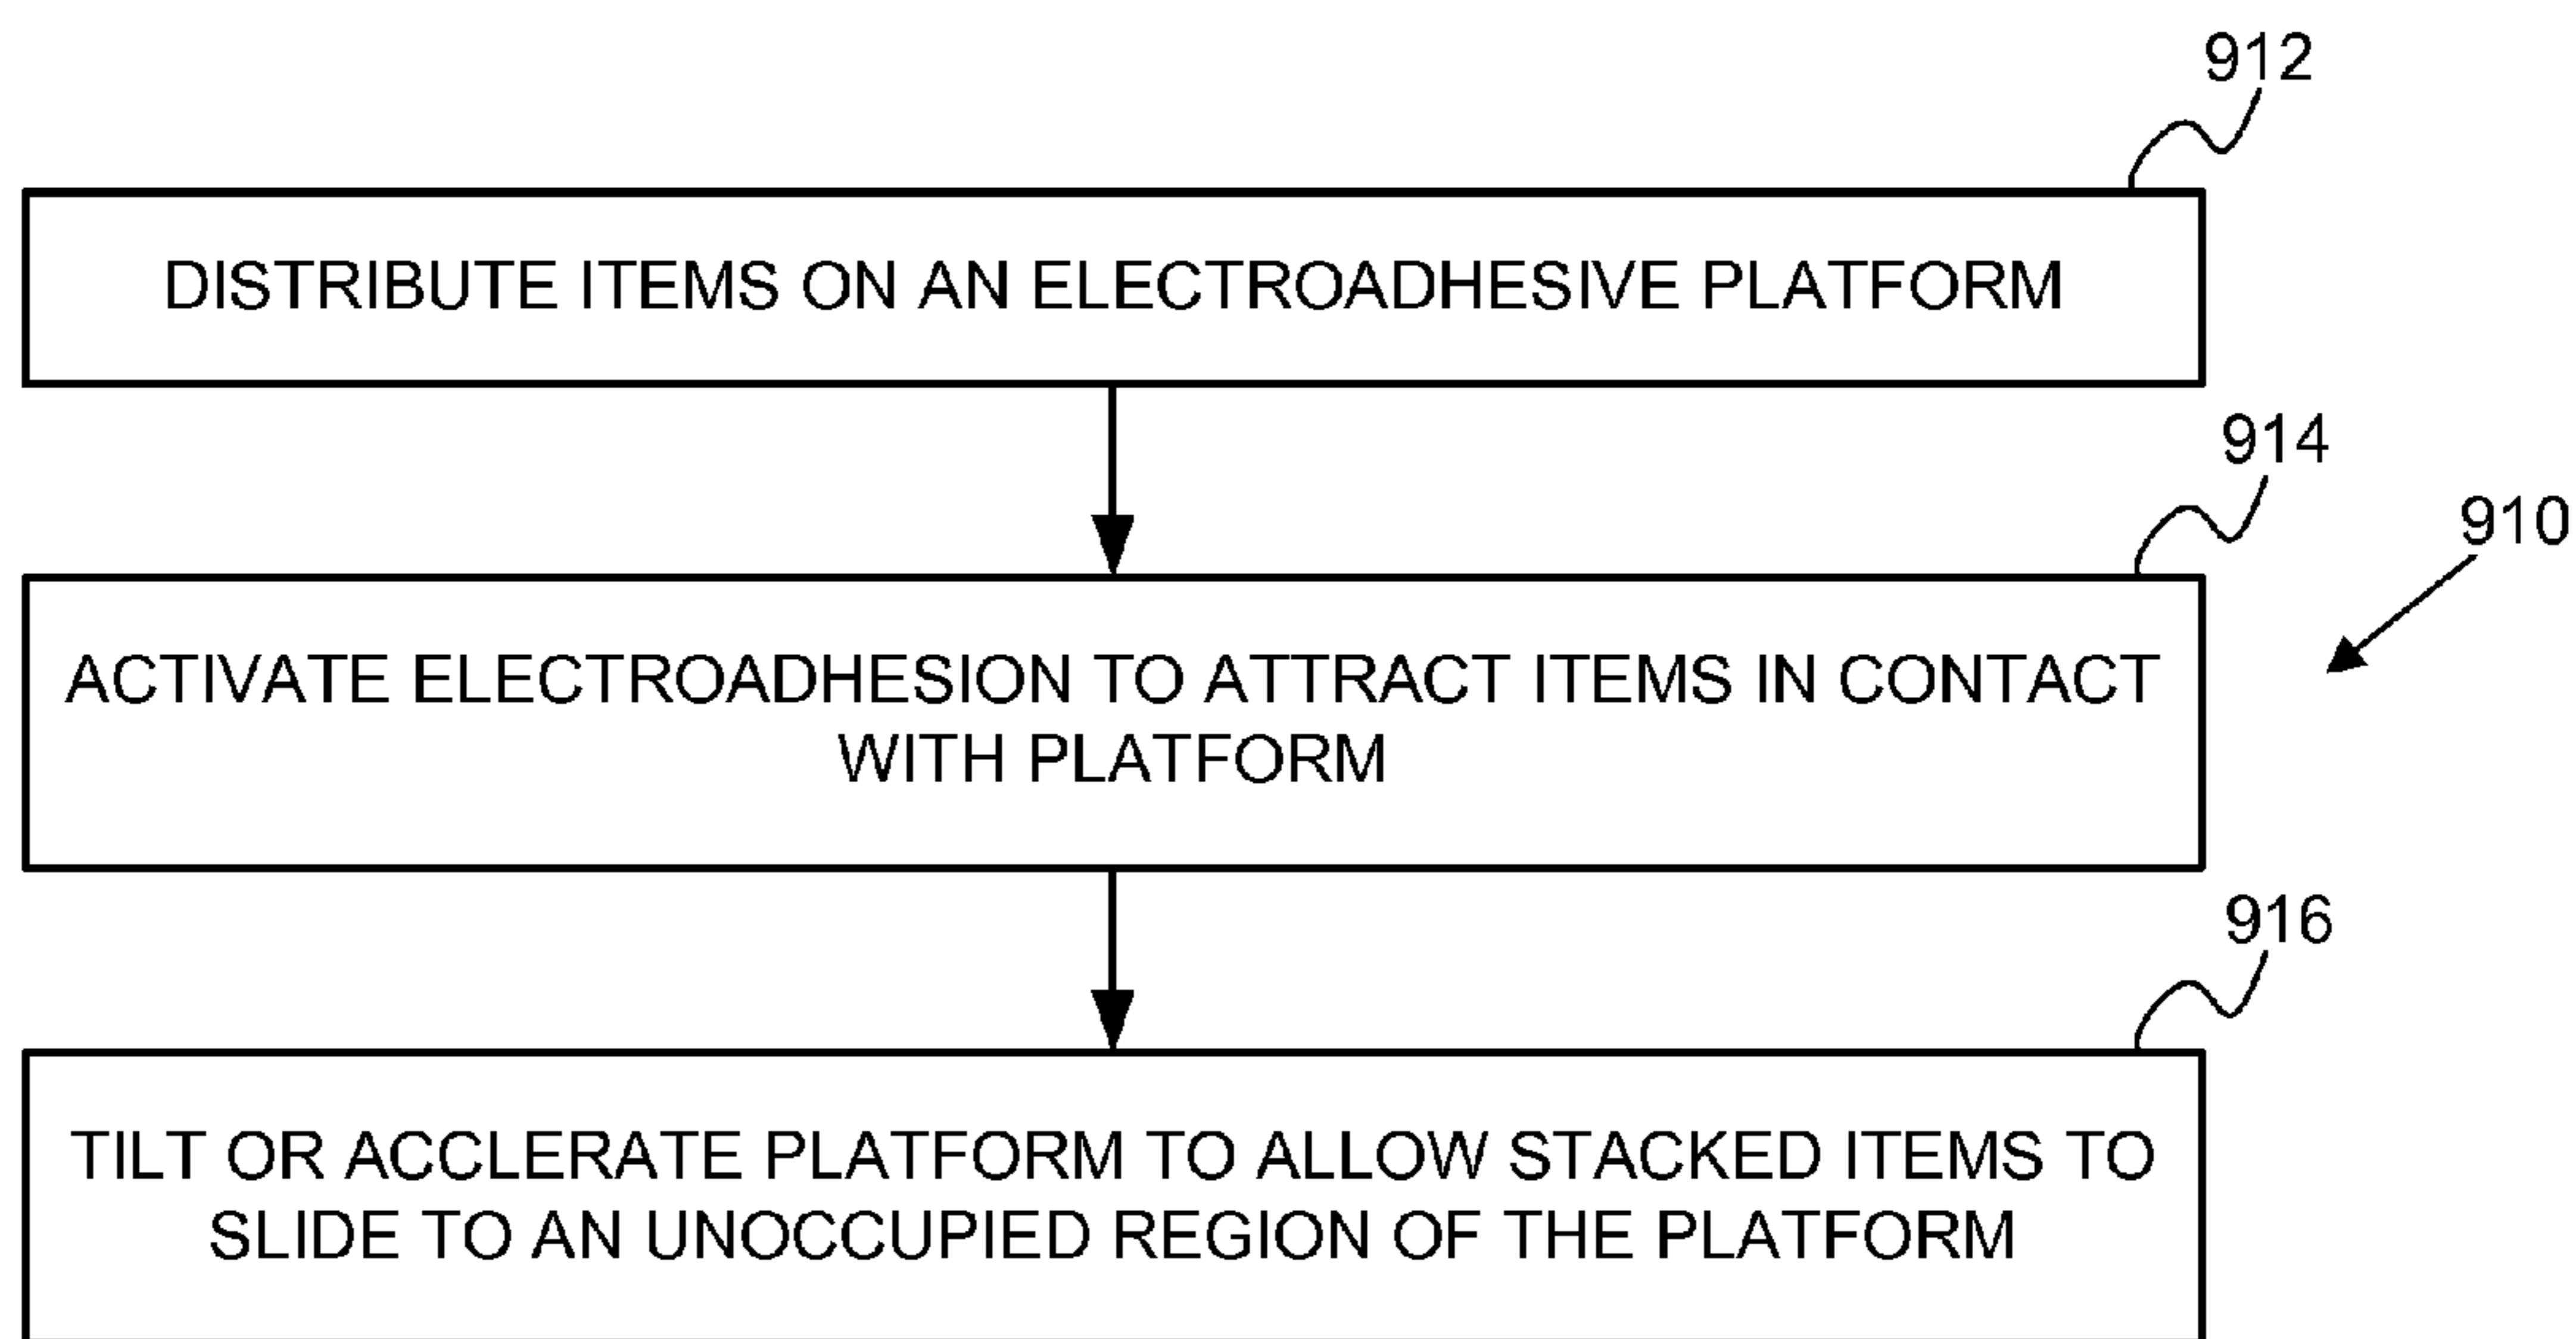 912
DISTRIBUTE ITEMS ON AN ELECTROADHESIVE PLATFORM
914
910
ACTIVATE ELECTROADHESION TO ATTRACT ITEMS IN CONTACT
WITH PLATFORM
916
TILT OR ACCLERATE PLATFORM TO ALLOW STACKED ITEMS TO
SLIDE TO AN UNOCCUPIED REGION OF THE PLATFORM